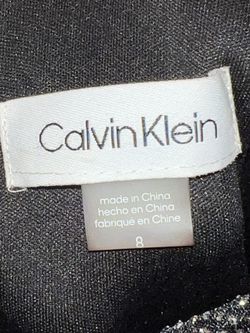 Calvin Klein
made in China
hecho en China
fabriqué en Chine
8